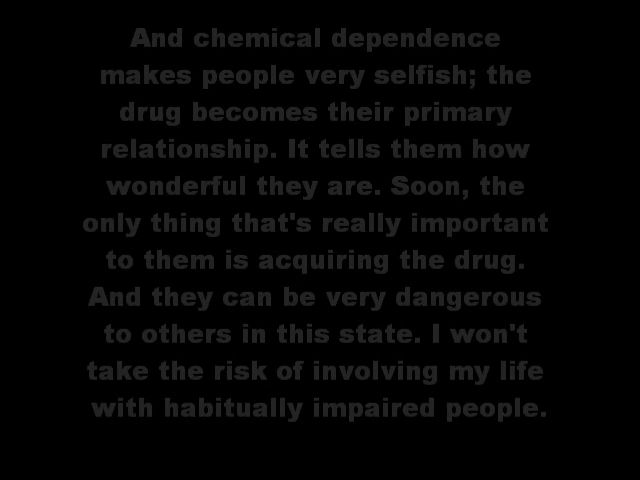 And chemical dependence
makes people very selfish; the
drug becomes their primary
relationship. It tells them how
wonderful they are. Soon, the
only thing that's really important
to them is acquiring the drug.
And they can be very dangerous
to others in this state. I won't
take the risk of involving my life
with habitually impaired people.